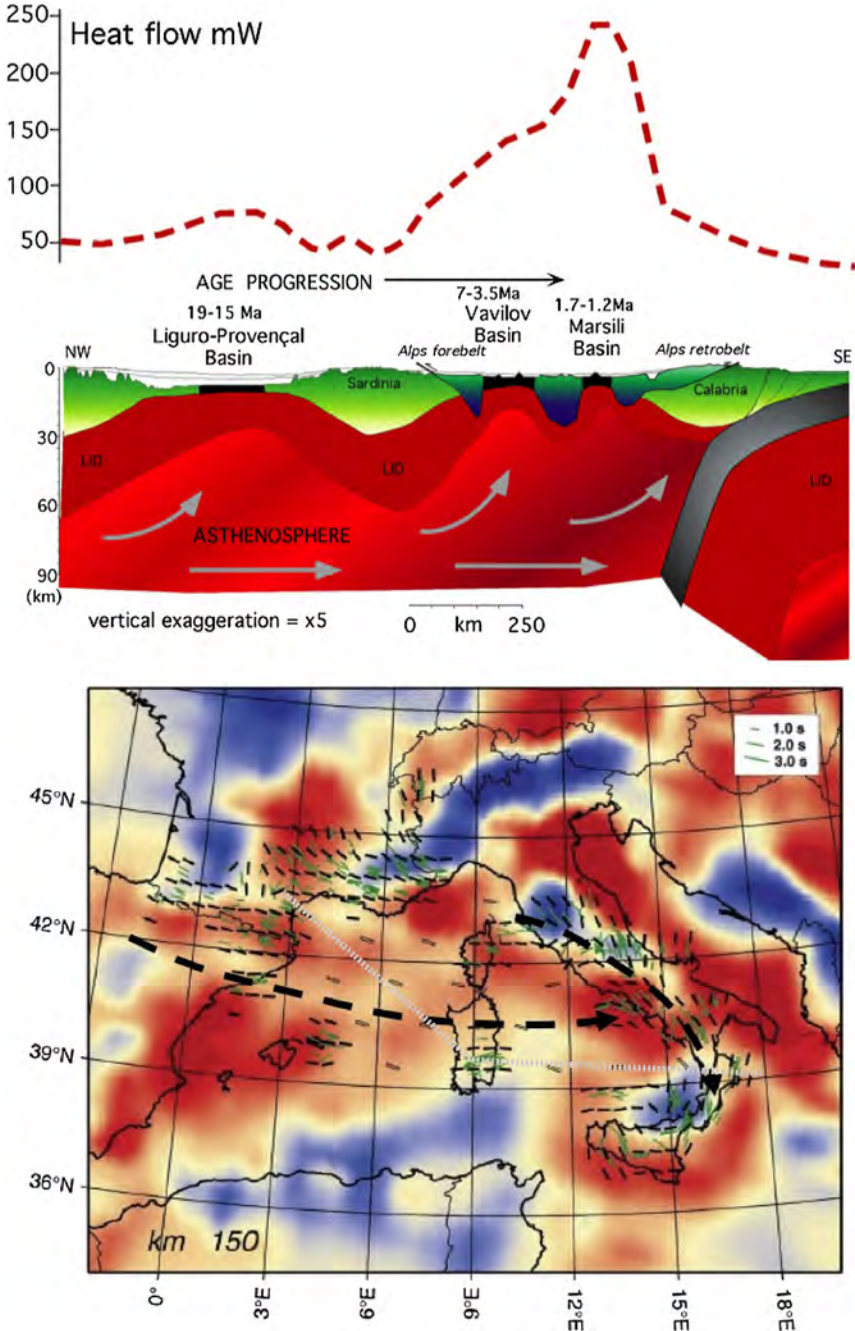 Heat flow mW
250
200
150
100
50
AGE PROGRESSION
19-15 Ma
Liguro-Provençal
Basin
7-3.5Ma
Vavilov
Basin
1.7-1.2Ma
Marsili
Basin
NW
Alps forebelt
Alps retrobelt
SE
0
30
60
90
(km)
Sardinia
Calabria
LID
LID
LID
ASTHENOSPHERE
vertical exaggeration = x5
0 km 250
1.0 s
2.0 s
3.0 s
45°N
42°N
39°N
36°N
km 150
0°
3°E
6°E
9°E
12°E
15°E
18°E